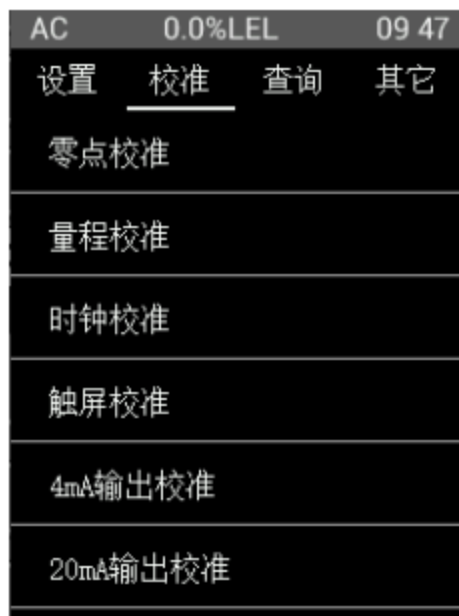 AC 0.0%LEL 09 47
设置 校准 查询 其它
零点校准
量程校准
时钟校准
触屏校准
4mA输出校准
20mA输出校准